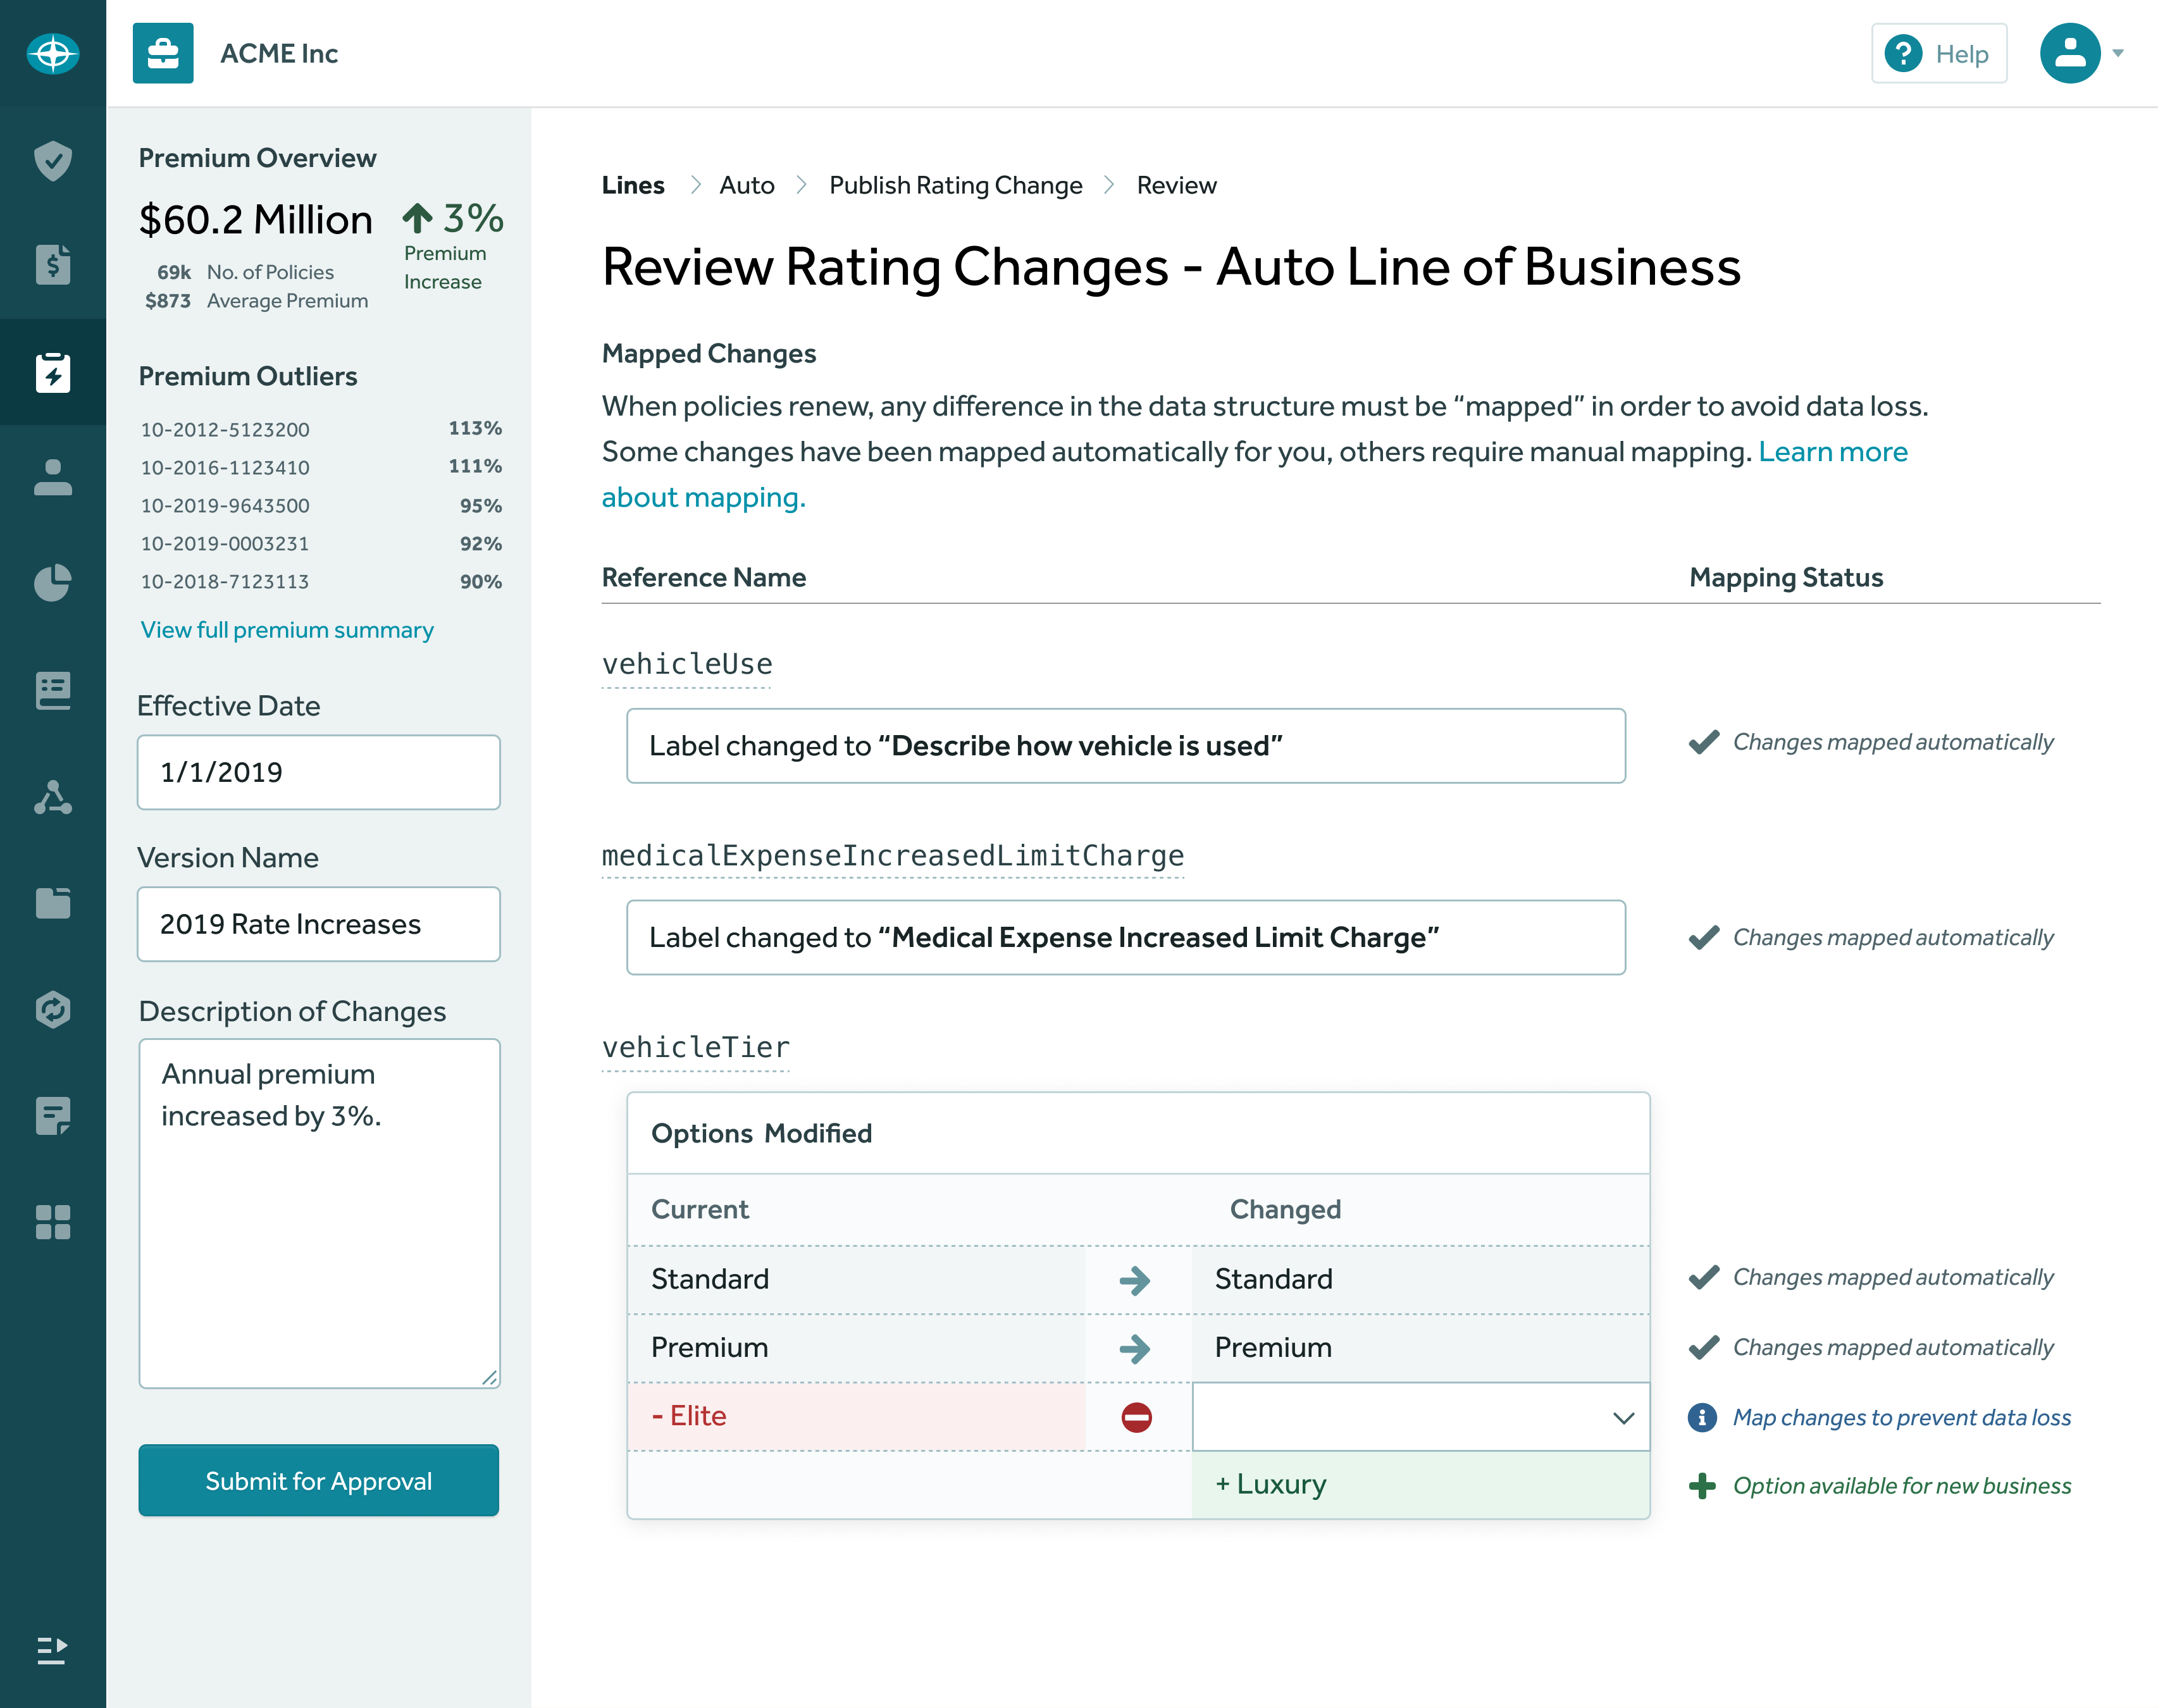 ACME Inc
Help
Premium Overview
$60.2 Million
3%
Premium
Increase
69k No. of Policies
$873 Average Premium
Premium Outliers
10-2012-5123200 113%
10-2016-1123410 111%
10-2019-9643500 95%
10-2019-0003231 92%
10-2018-7123113 90%
View full premium summary
Effective Date
1/1/2019
Version Name
2019 Rate Increases
Description of Changes
Annual premium
increased by 3%.
Submit for Approval
Lines > Auto > Publish Rating Change > Review
Review Rating Changes - Auto Line of Business
Mapped Changes
When policies renew, any difference in the data structure must be “mapped” in order to avoid data loss.
Some changes have been mapped automatically for you, others require manual mapping. Learn more
about mapping.
Reference Name Mapping Status
vehicleUse
Label changed to “Describe how vehicle is used” Changes mapped automatically
medicalExpenseIncreasedLimitCharge
Label changed to “Medical Expense Increased Limit Charge” Changes mapped automatically
vehicleTier
Options Modified
Current Changed
Standard Standard Changes mapped automatically
Premium Premium Changes mapped automatically
- Elite Map changes to prevent data loss
+ Luxury Option available for new business